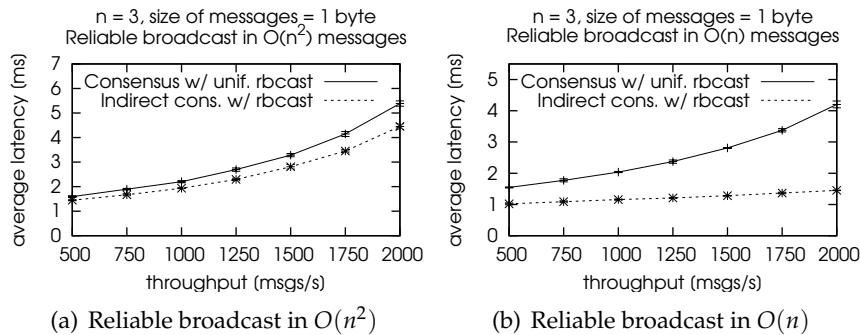 n = 3, size of messages = 1 byte
Reliable broadcast in O(n²) messages
7
6
5
4
3
2
1
0
average latency (ms)
Consensus w/ unif. rbcast
Indirect cons. w/ rbcast
500 750 1000 1250 1500 1750 2000
throughput (msgs/s)
(a) Reliable broadcast in O(n²)
n = 3, size of messages = 1 byte
Reliable broadcast in O(n) messages
5
4
3
2
1
0
average latency (ms)
Consensus w/ unif. rbcast
Indirect cons. w/ rbcast
500 750 1000 1250 1500 1750 2000
throughput (msgs/s)
(b) Reliable broadcast in O(n)